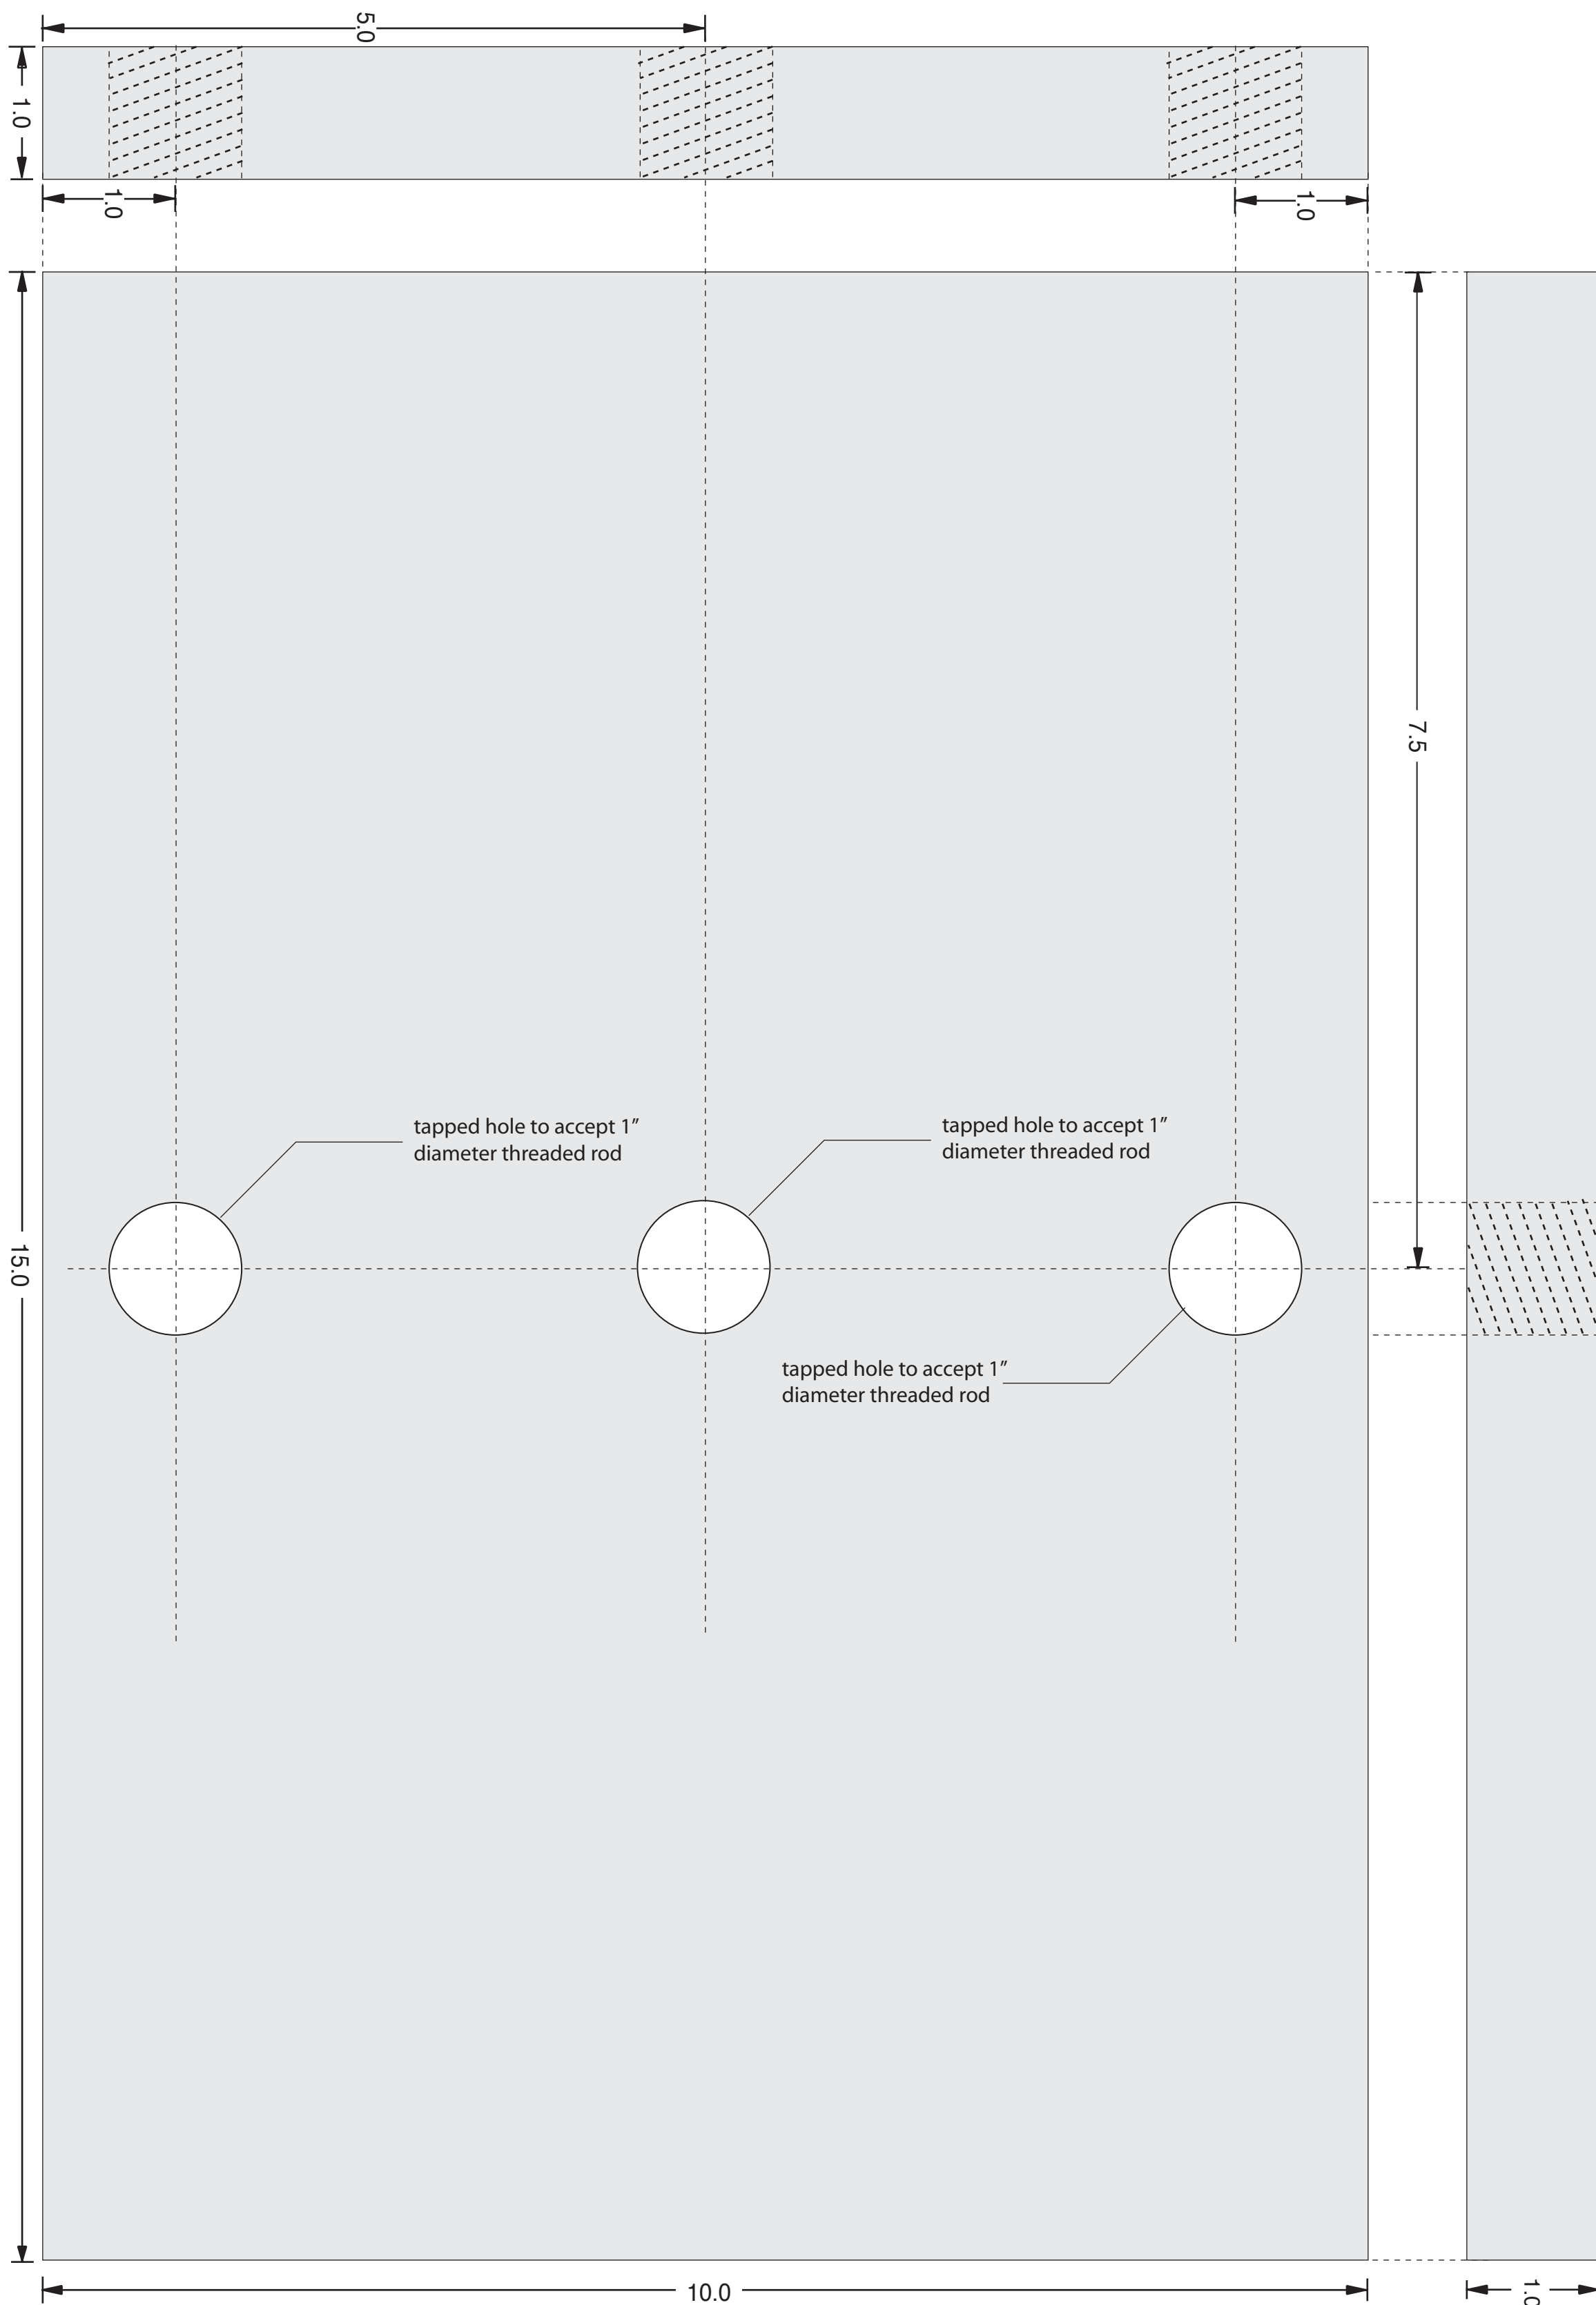 5.0
1.0
1.0
1.0
7.5
tapped hole to accept 1”
diameter threaded rod
tapped hole to accept 1”
diameter threaded rod
15.0
tapped hole to accept 1”
diameter threaded rod
10.0
1.0